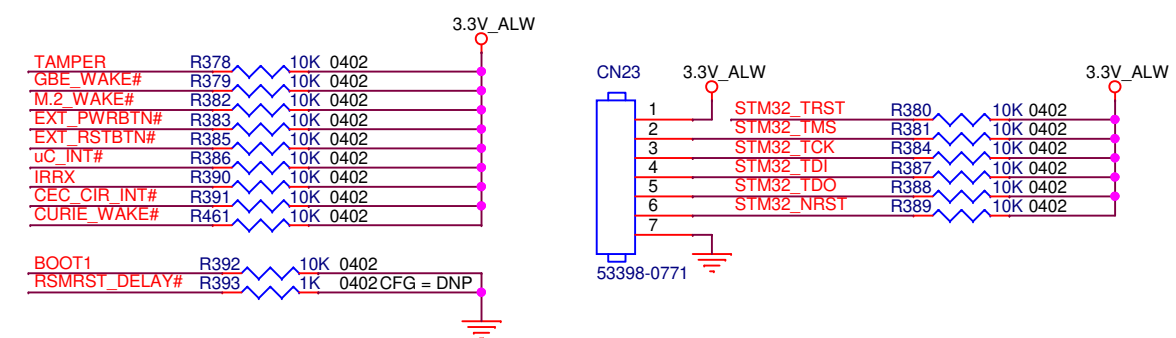 3.3V_ALW
TAMPER R378 10K 0402
GBE_WAKE# R379 10K 0402
M.2_WAKE# R382 10K 0402
EXT_PWRBTN# R383 10K 0402
EXT_RSTBTN# R385 10K 0402
uC_INT# R386 10K 0402
IRRX R390 10K 0402
CEC_CIR_INT# R391 10K 0402
CURIE_WAKE# R461 10K 0402
BOOT1 R392 10K 0402
RSMRST_DELAY# R393 1K 0402 CFG = DNP
CN23 3.3V_ALW 3.3V_ALW
1 STM32_TRST R380 10K 0402
2 STM32_TMS R381 10K 0402
3 STM32_TCK R384 10K 0402
4 STM32_TDI R387 10K 0402
5 STM32_TDO R388 10K 0402
6 STM32_NRST R389 10K 0402
7
53398-0771